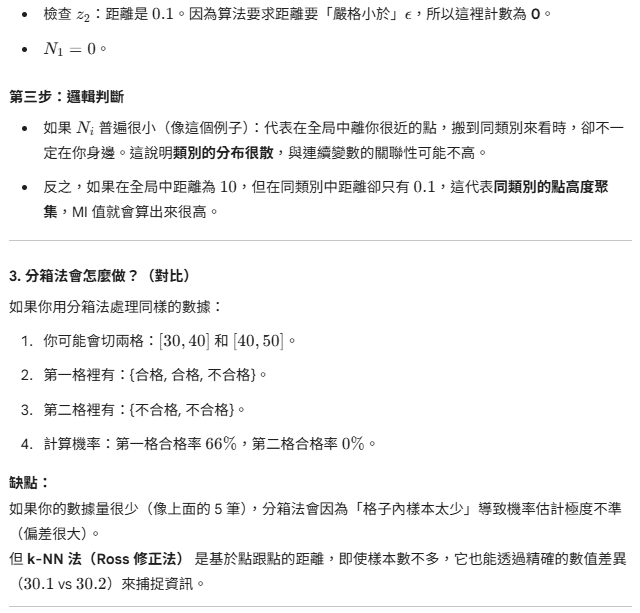 • 檢查 z₂：距離是 0.1。因為算法要求距離要「嚴格小於」ϵ，所以這裡計數為 0。
• N₁ = 0。
第三步：邏輯判斷
• 如果 Nᵢ 普遍很小（像這個例子）：代表在全局中離你很近的點，搬到同類別來看時，卻不一
定在你身邊。這說明類別的分布很散，與連續變數的關聯性可能不高。
• 反之，如果在全局中距離為 10，但在同類別中距離卻只有 0.1，這代表同類別的點高度聚
集，MI 值就會算出來很高。
3. 分箱法會怎麼做？（對比）
如果你用分箱法處理同樣的數據：
1. 你可能會切兩格：[30, 40] 和 [40, 50]。
2. 第一格裡有：{合格, 合格, 不合格}。
3. 第二格裡有：{不合格, 不合格}。
4. 計算機率：第一格合格率 66%，第二格合格率 0%。
缺點：
如果你的數據量很少（像上面的 5 筆），分箱法會因為「格子內樣本太少」導致機率估計極度不準
（偏差很大）。
但 k-NN 法（Ross 修正法） 是基於點跟點的距離，即使樣本數不多，它也能透過精確的數值差異
（30.1 vs 30.2）來捕捉資訊。